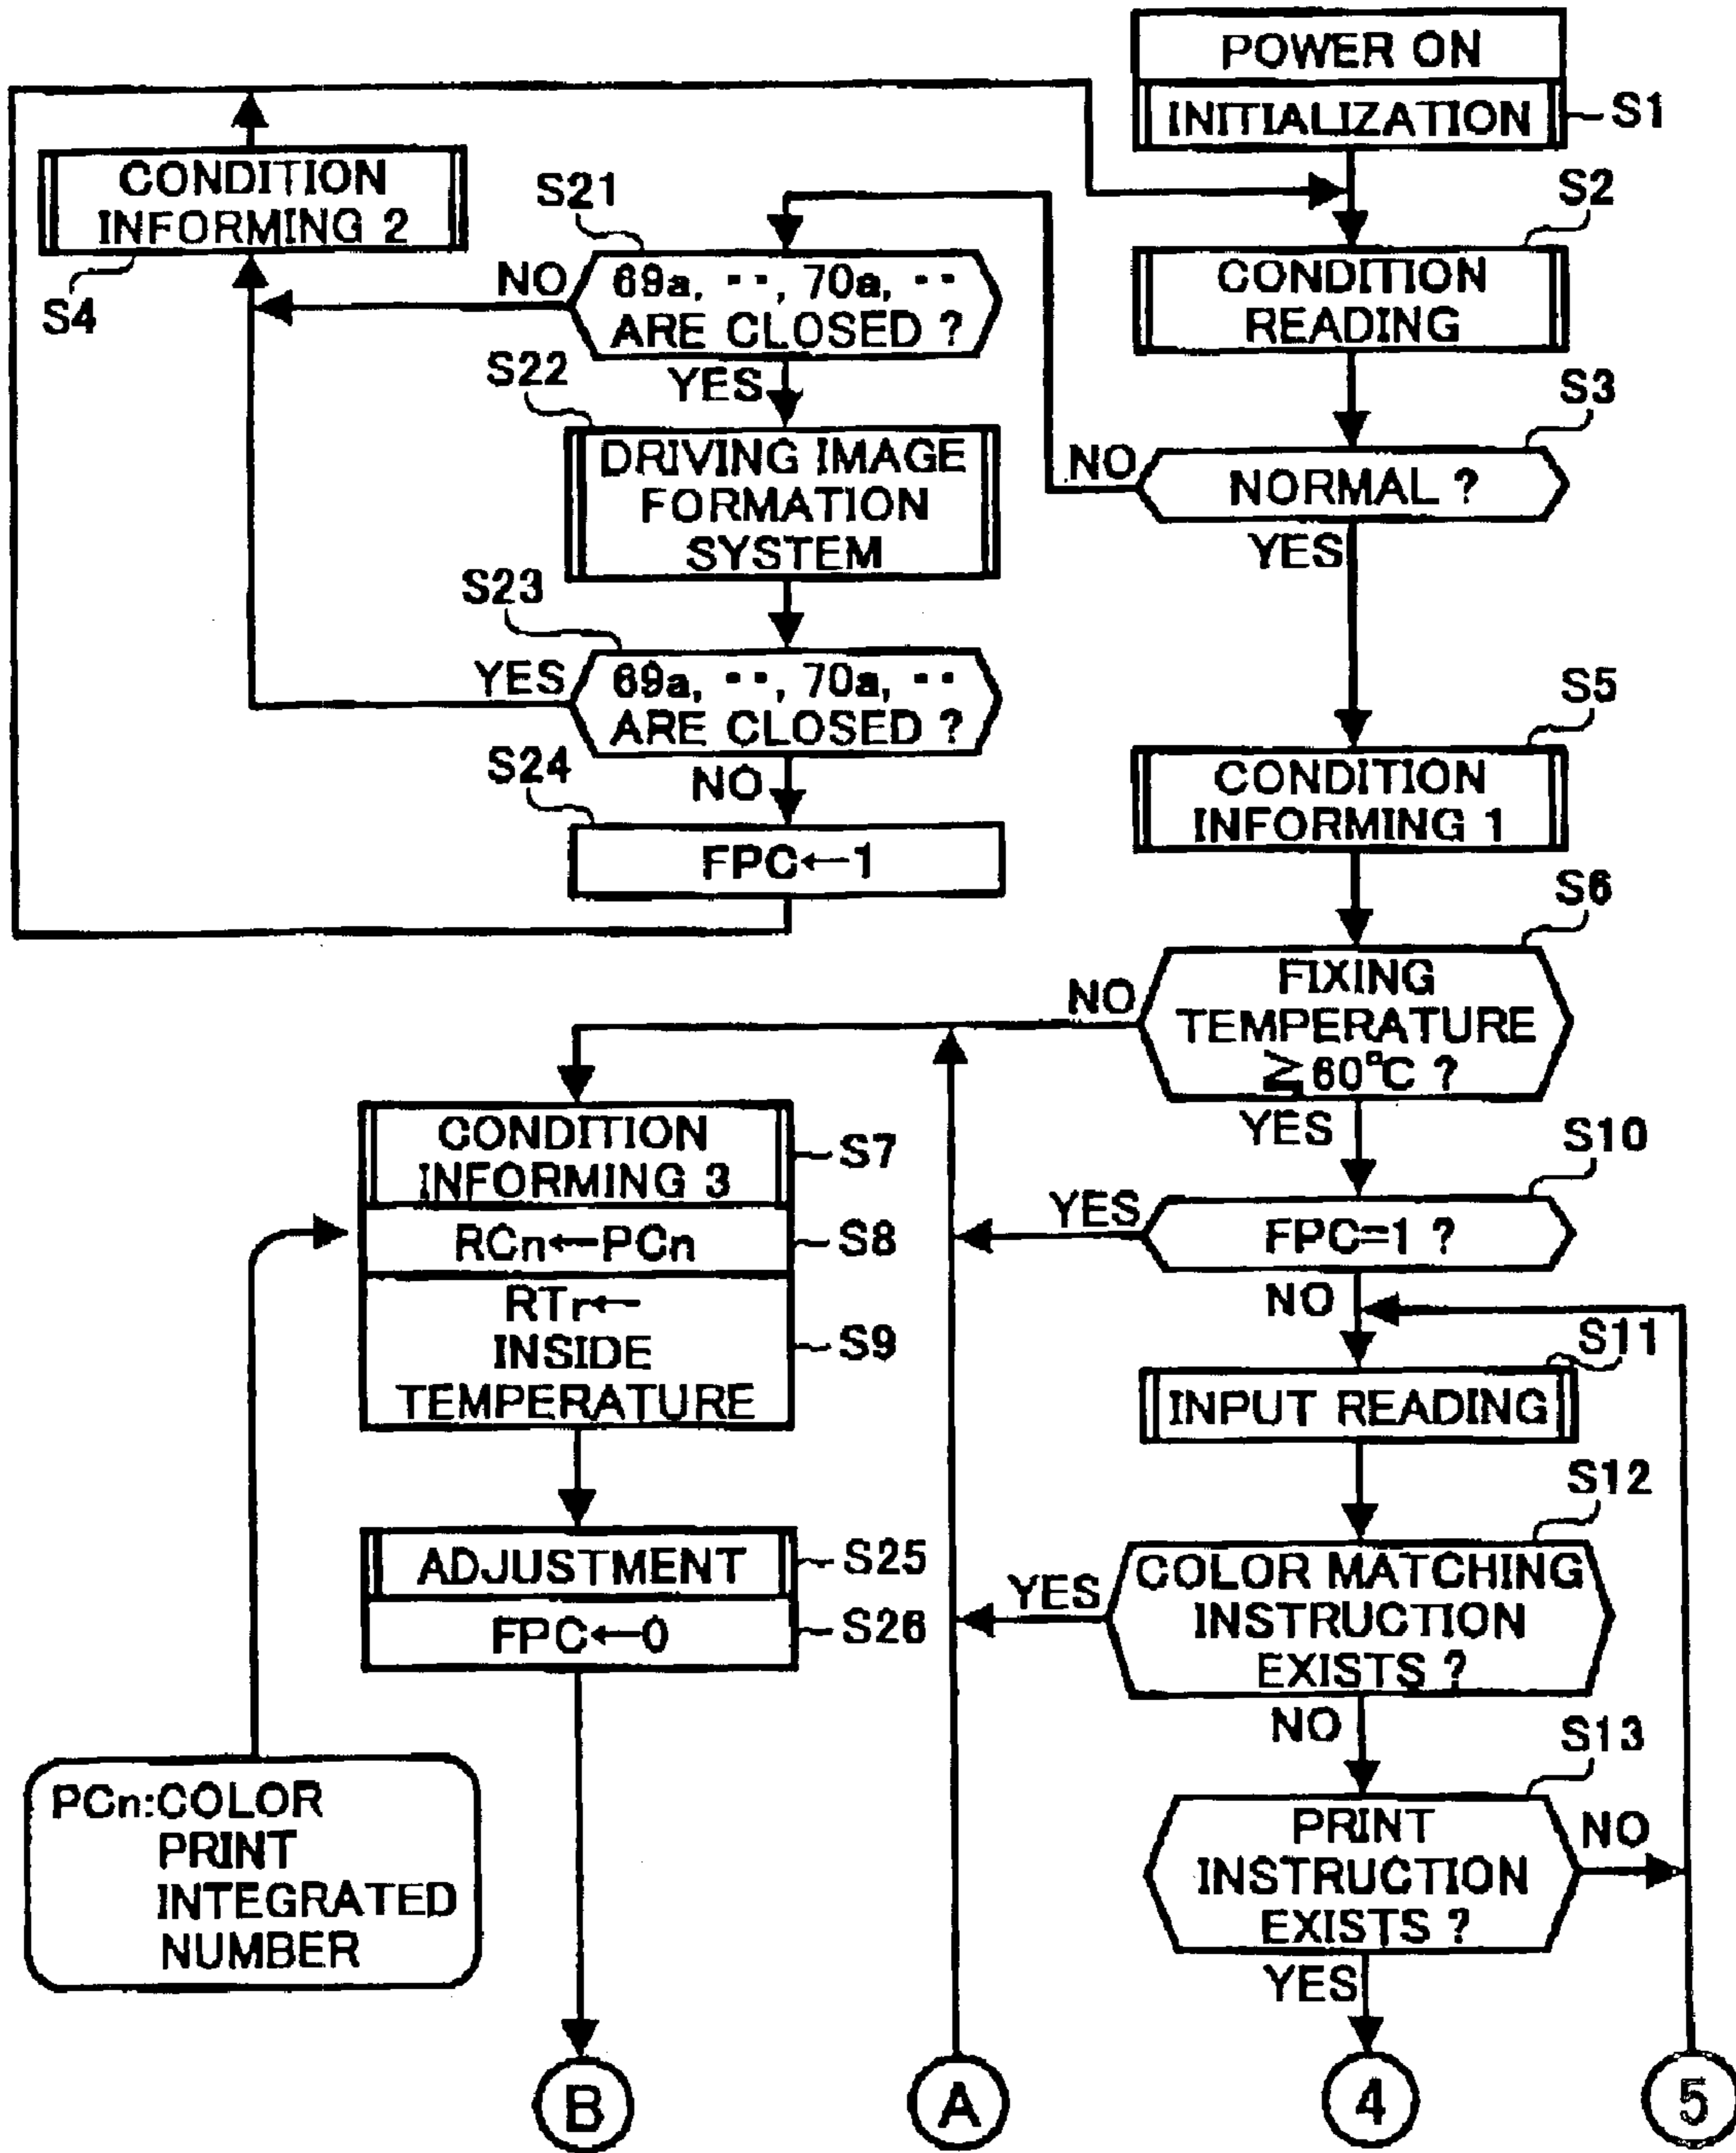 POWER ON
INITIALIZATION
S1
CONDITION
INFORMING 2
S4
S21
69a, ··, 70a, ··
ARE CLOSED ?
NO
YES
S2
CONDITION
READING
S22
DRIVING IMAGE
FORMATION
SYSTEM
S3
NORMAL ?
NO
YES
S23
69a, ··, 70a, ··
ARE CLOSED ?
YES
NO
S24
FPC←1
S5
CONDITION
INFORMING 1
S6
FIXING
TEMPERATURE
≧60°C ?
NO
YES
CONDITION
INFORMING 3
S7
RCn←PCn
S8
RTr←
INSIDE
TEMPERATURE
S9
S10
FPC=1 ?
YES
NO
S11
INPUT READING
ADJUSTMENT
S25
FPC←0
S26
S12
COLOR MATCHING
INSTRUCTION
EXISTS ?
YES
NO
S13
PRINT
INSTRUCTION
EXISTS ?
NO
YES
PCn:COLOR
PRINT
INTEGRATED
NUMBER
B
A
4
5